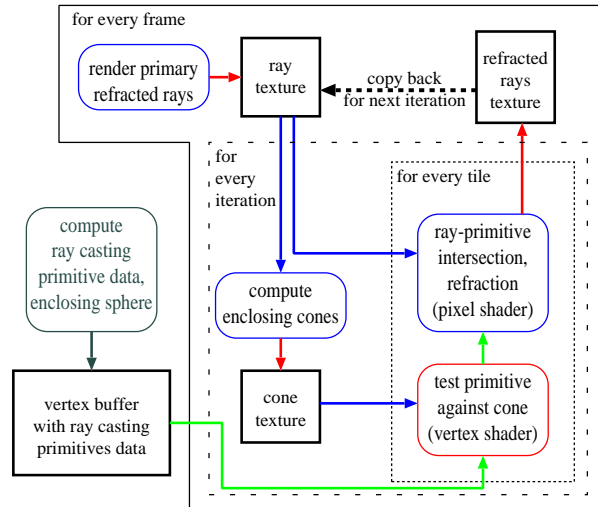 for every frame
render primary
refracted rays
ray
texture
copy back
for next iteration
refracted
rays
texture
for
every
iteration
for every tile
compute
ray casting
primitive data,
enclosing sphere
ray-primitive
intersection,
refraction
(pixel shader)
compute
enclosing cones
vertex buffer
with ray casting
primitives data
cone
texture
test primitive
against cone
(vertex shader)